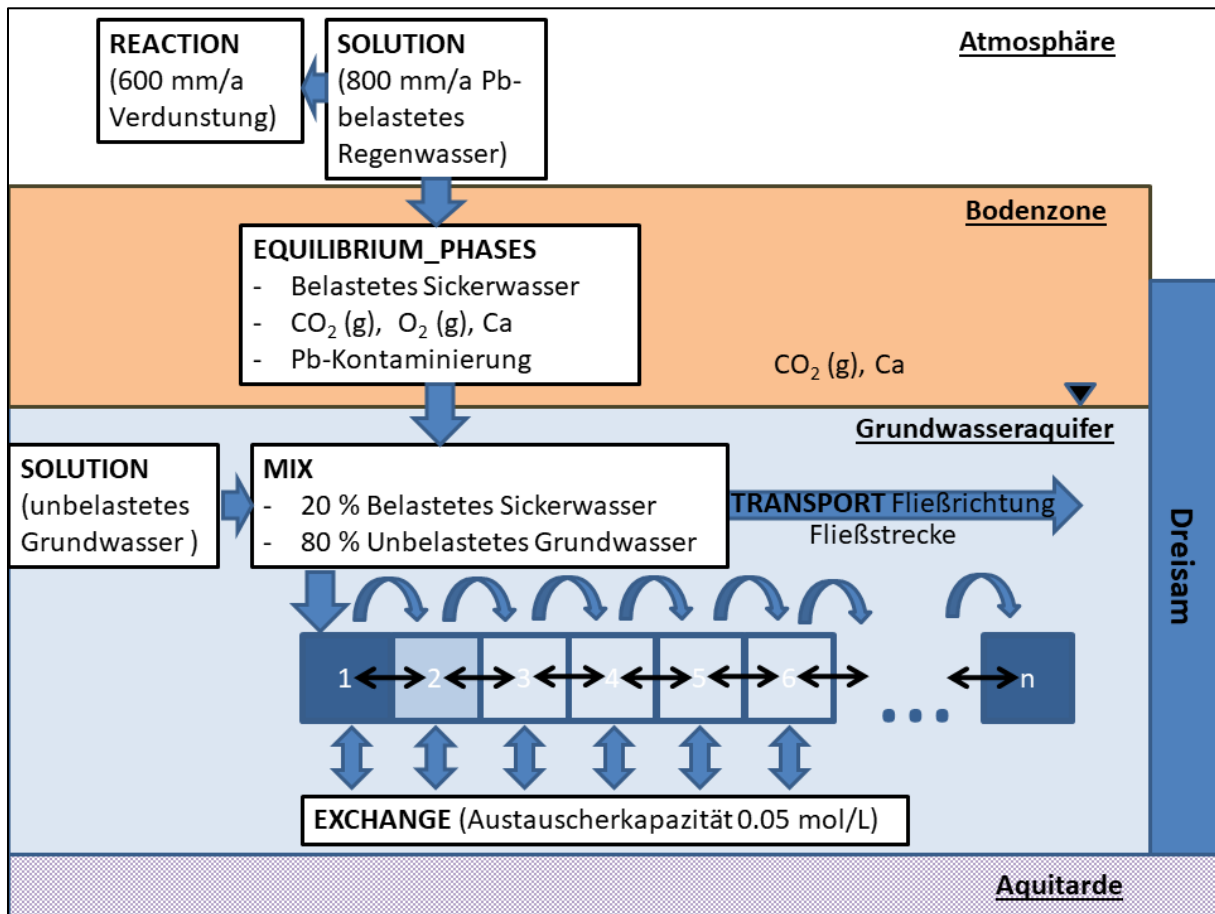 REACTION
(600 mm/a
Verdunstung)
SOLUTION
(800 mm/a Pb-
belastetes
Regenwasser)
Atmosphäre
Bodenzone
EQUILIBRIUM_PHASES
- Belastetes Sickerwasser
- CO₂ (g), O₂ (g), Ca
- Pb-Kontaminierung
CO₂ (g), Ca
Grundwasseraquifer
SOLUTION
(unbelastetes
Grundwasser )
MIX
- 20 % Belastetes Sickerwasser
- 80 % Unbelastetes Grundwasser
TRANSPORT Fließrichtung
Fließstrecke
Dreisam
1 2 3 4 5 6 ... n
EXCHANGE (Austauscherkapazität 0.05 mol/L)
Aquitarde